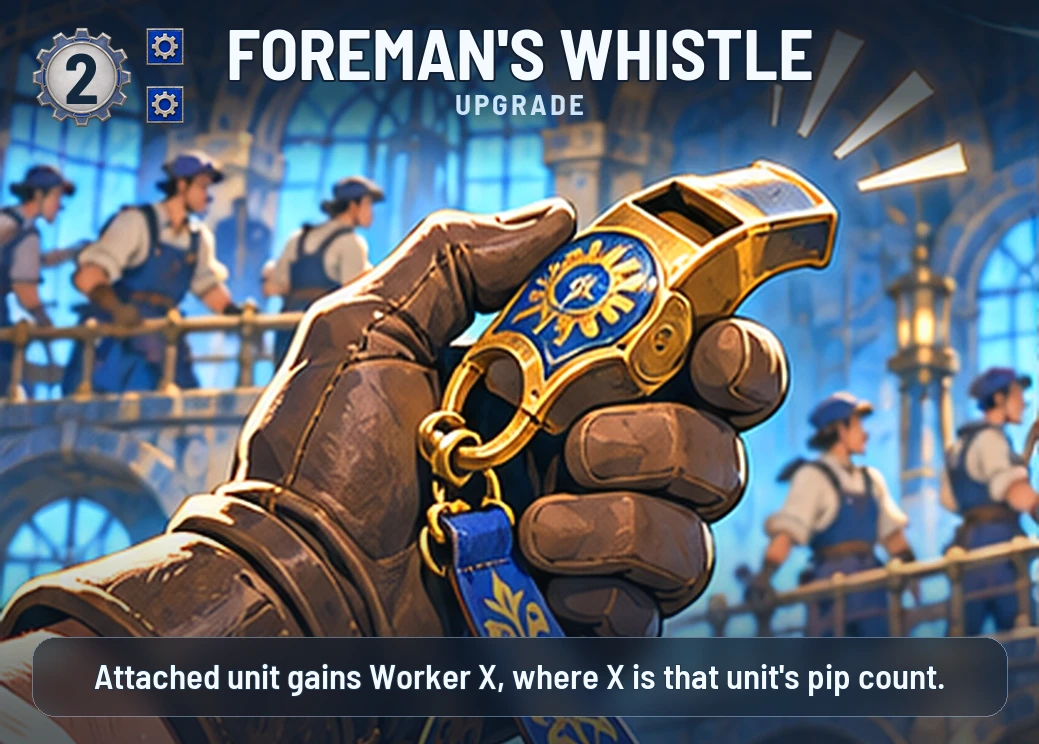 2
FOREMAN'S WHISTLE
UPGRADE
Attached unit gains Worker X, where X is that unit's pip count.